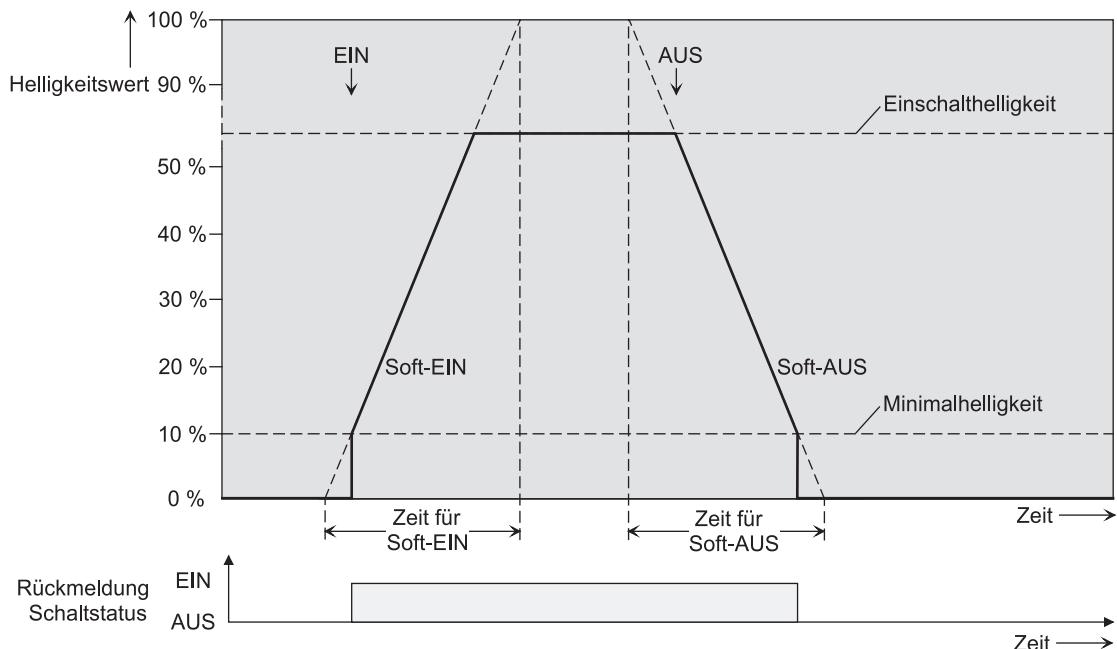 100 %
Helligkeitswert
90 %
EIN
AUS
Einschalthelligkeit
50 %
40 %
30 %
20 %
Soft-EIN
Soft-AUS
Minimalhelligkeit
10 %
0 %
Zeit für
Soft-EIN
Zeit für
Soft-AUS
Zeit
Rückmeldung
Schaltstatus
EIN
AUS
Zeit